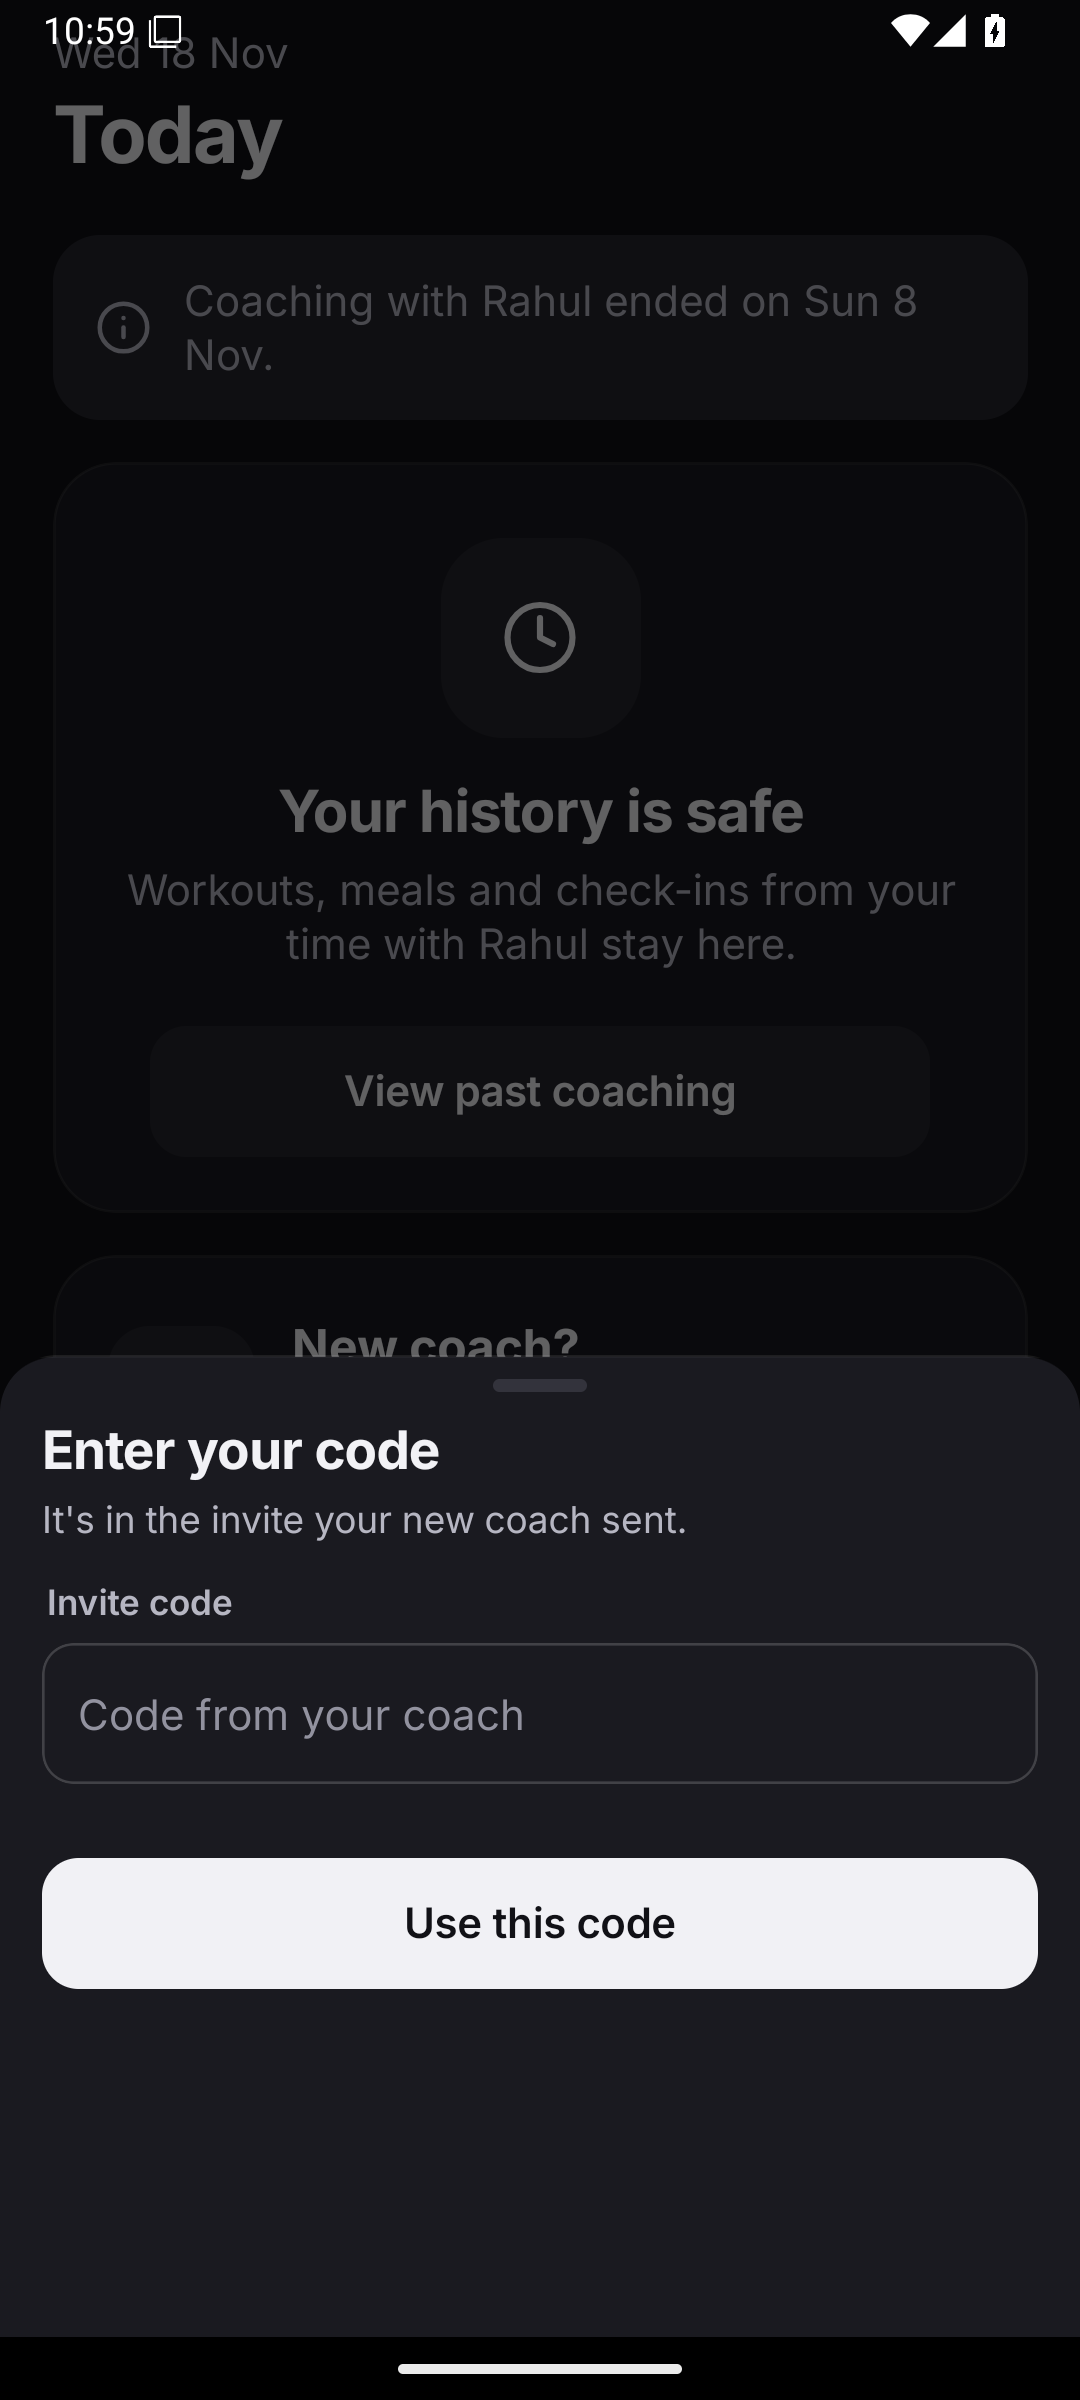 10:59
Wed 18 Nov
Today
Coaching with Rahul ended on Sun 8
Nov.
Your history is safe
Workouts, meals and check-ins from your
time with Rahul stay here.
View past coaching
New coach?
Enter your code
It's in the invite your new coach sent.
Invite code
Code from your coach
Use this code